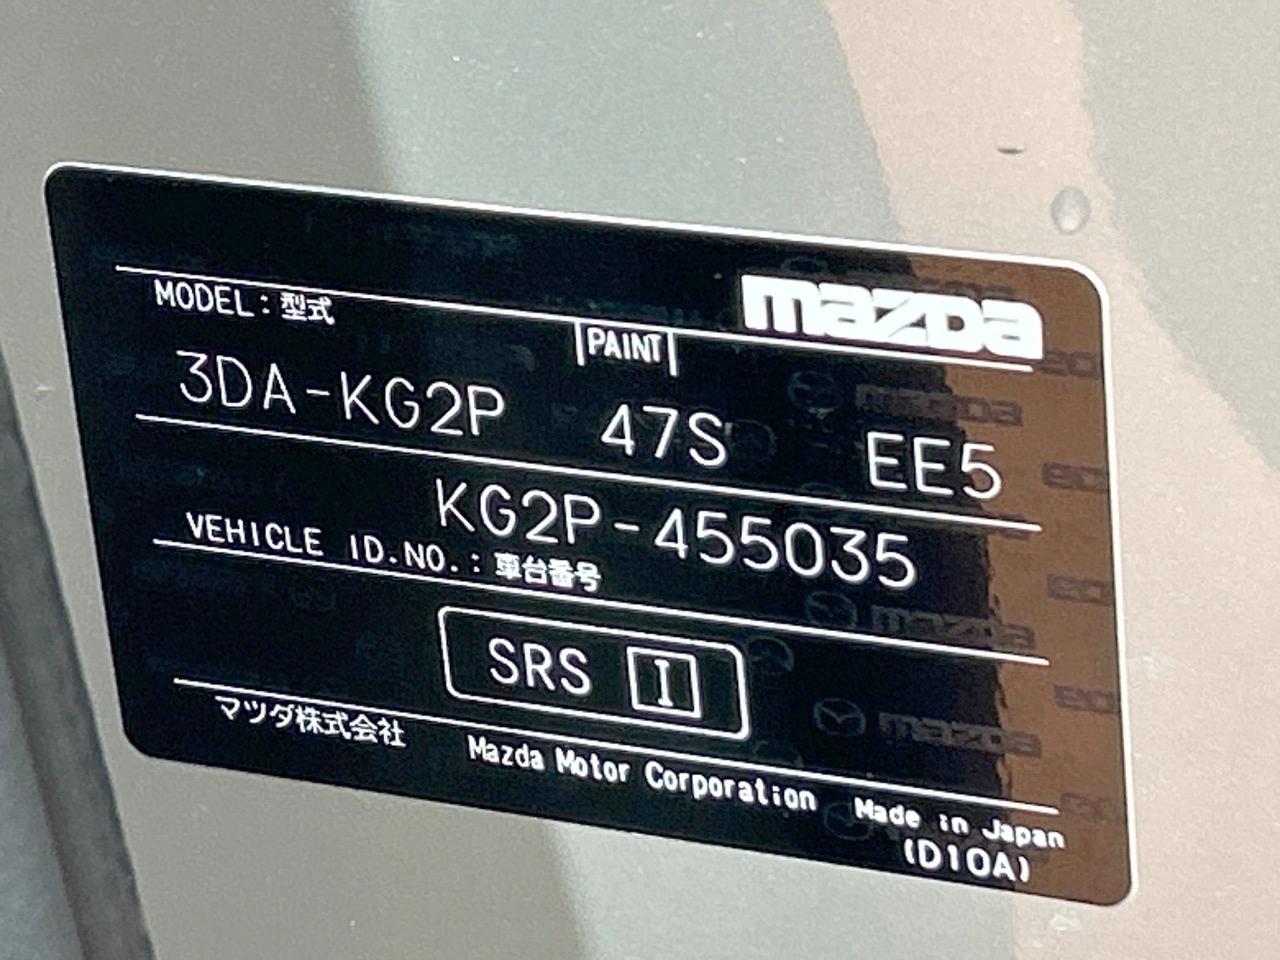 mazda
MODEL : 型式
PAINT
3DA-KG2P 47S EE5
KG2P-455035
VEHICLE ID.NO. : 車台番号
SRS I
マツダ株式会社 Mazda Motor Corporation Made in Japan
(D10A)